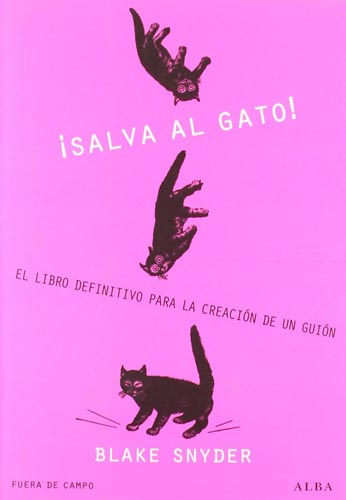 ¡SALVA AL GATO!
EL LIBRO DEFINITIVO PARA LA CREACIÓN DE UN GUIÓN
BLAKE SNYDER
FUERA DE CAMPO
ALBA